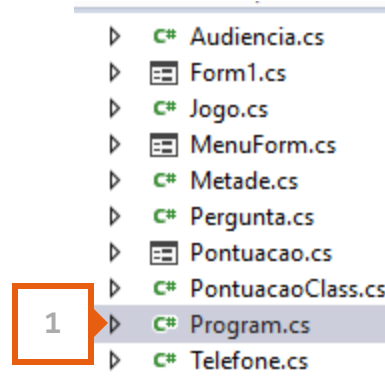 C# Audiencia.cs
Form1.cs
C# Jogo.cs
MenuForm.cs
C# Metade.cs
C# Pergunta.cs
Pontuacao.cs
C# PontuacaoClass.cs
1
C# Program.cs
C# Telefone.cs